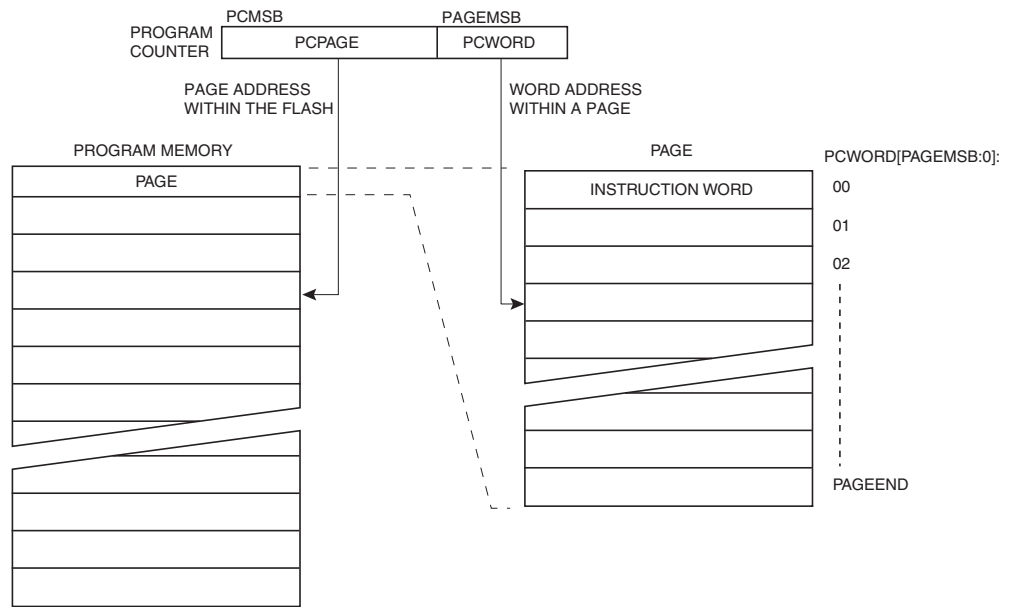 PCMSB
PAGEMSB
PROGRAM
COUNTER
PCPAGE
PCWORD
PAGE ADDRESS
WITHIN THE FLASH
WORD ADDRESS
WITHIN A PAGE
PROGRAM MEMORY
PAGE
PAGE
PCWORD[PAGEMSB:0]:
INSTRUCTION WORD
00
01
02
PAGEEND